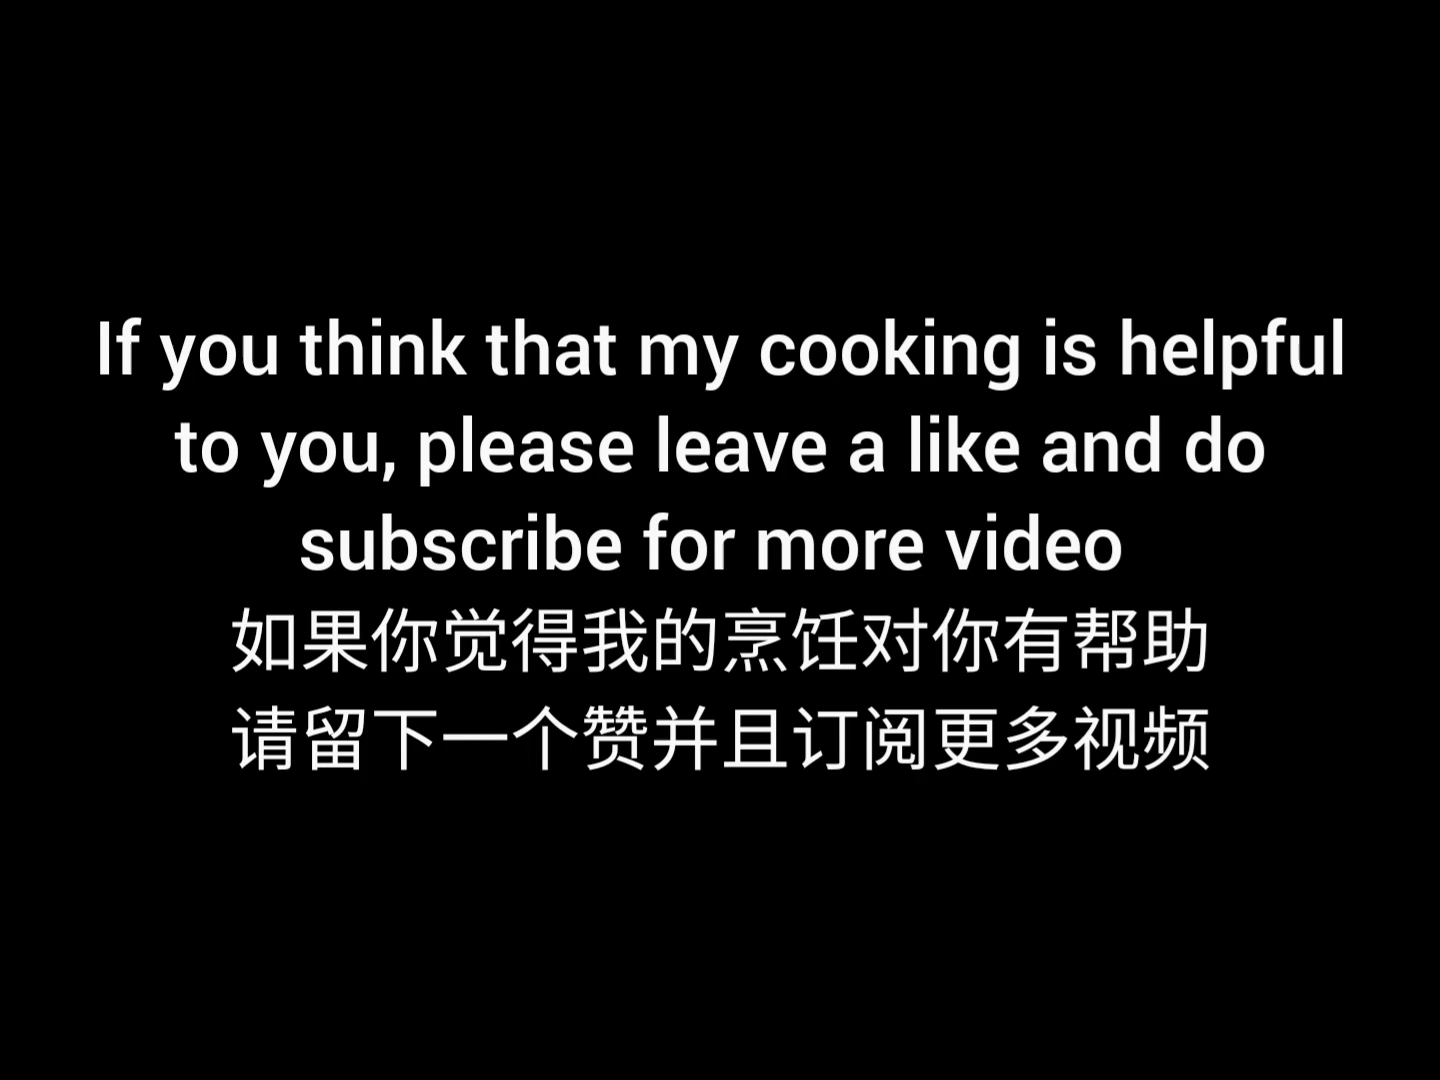 If you think that my cooking is helpful
to you, please leave a like and do
subscribe for more video
如果你觉得我的烹饪对你有帮助
请留下一个赞并且订阅更多视频